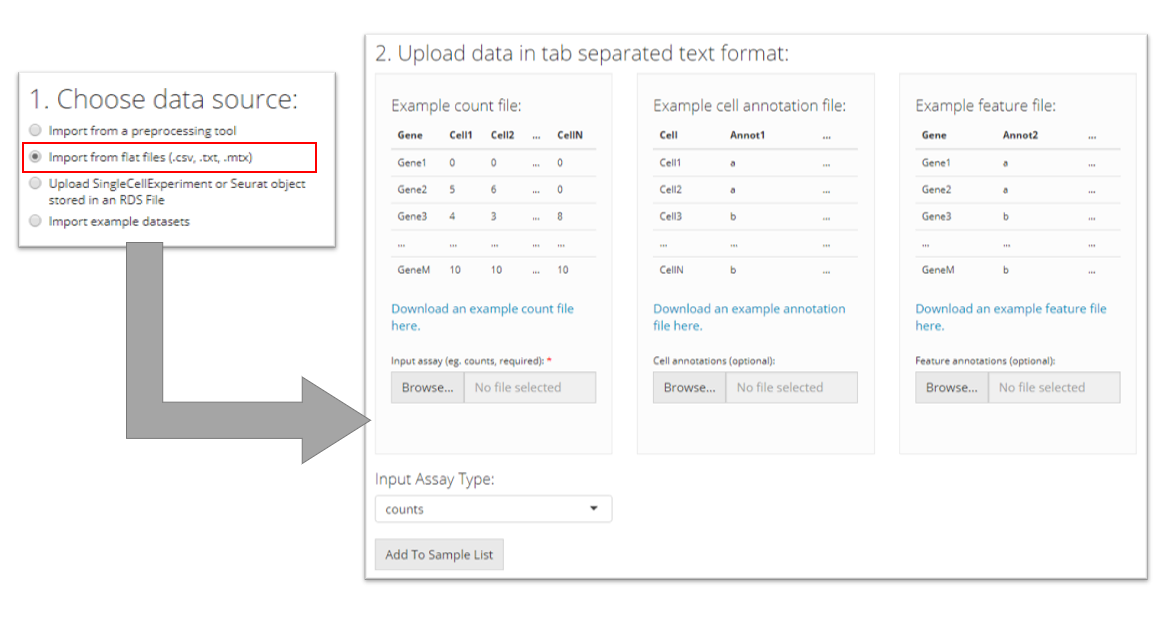 1. Choose data source:
Import from a preprocessing tool
Import from flat files (.csv, .txt, .mtx)
Upload SingleCellExperiment or Seurat object
stored in an RDS File
Import example datasets
2. Upload data in tab separated text format:
Example count file:
Gene Cell1 Cell2 ... CellN
Gene1 0 0 ... 0
Gene2 5 6 ... 0
Gene3 4 3 ... 8
... ... ... ... ...
GeneM 10 10 ... 10
Download an example count file
here.
Input assay (eg. counts, required): *
Browse... No file selected
Example cell annotation file:
Cell Annot1 ...
Cell1 a ...
Cell2 a ...
Cell3 b ...
... ... ...
CellN b ...
Download an example annotation
file here.
Cell annotations (optional):
Browse... No file selected
Example feature file:
Gene Annot2 ...
Gene1 a ...
Gene2 a ...
Gene3 b ...
... ... ...
GeneM b ...
Download an example feature file
here.
Feature annotations (optional):
Browse... No file selected
Input Assay Type:
counts
Add To Sample List